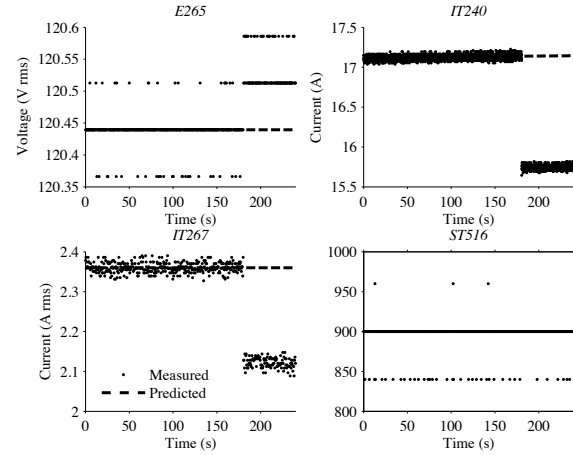 E265
120.6
120.55
120.5
120.45
120.4
120.35
Voltage (V rms)
0 50 100 150 200
Time (s)
IT240
17.5
17
16.5
16
15.5
Current (A)
0 50 100 150 200
Time (s)
IT267
2.4
2.3
2.2
2.1
2
Current (A rms)
Measured
Predicted
0 50 100 150 200
Time (s)
ST516
1000
950
900
850
800
0 50 100 150 200
Time (s)